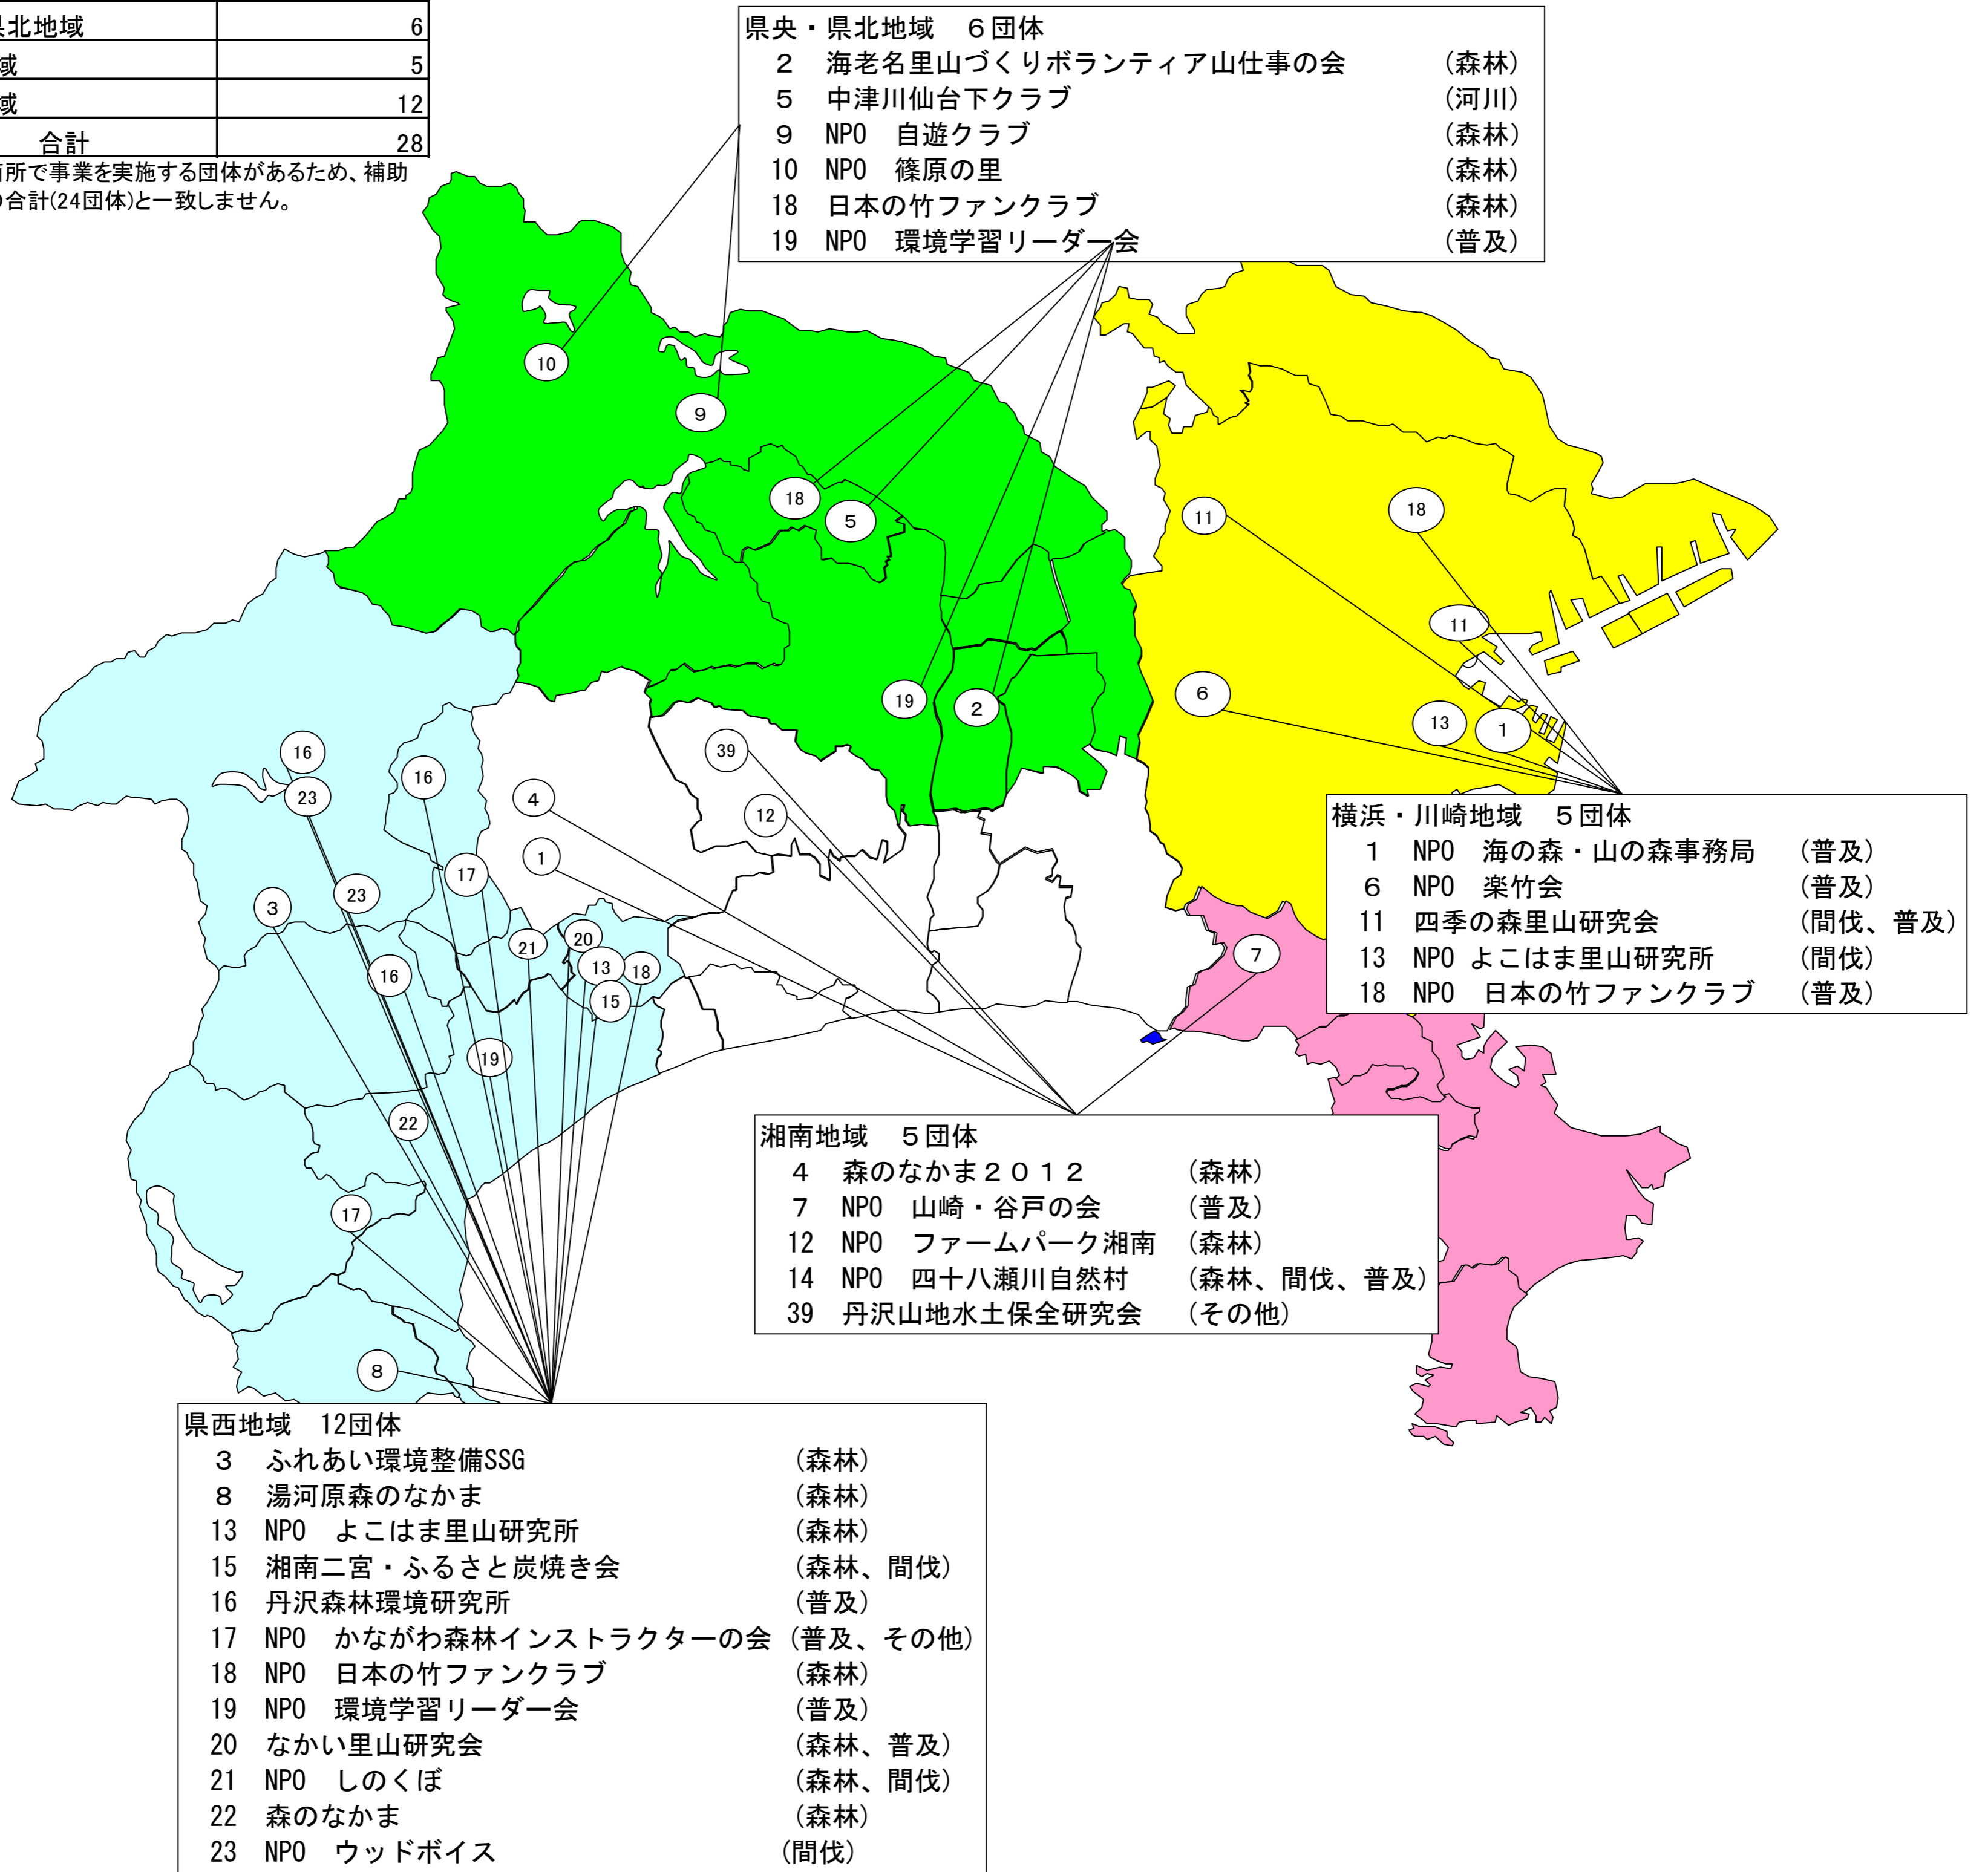 県北地域 6
域 5
域 12
合計 28
箇所で事業を実施する団体があるため、補助
の合計(24団体)と一致しません。
県央・県北地域 6団体
2 海老名里山づくりボランティア山仕事の会 (森林)
5 中津川仙台下クラブ (河川)
9 NPO 自遊クラブ (森林)
10 NPO 篠原の里 (森林)
18 日本の竹ファンクラブ (森林)
19 NPO 環境学習リーダー会 (普及)
10
9
18
5
11
18
11
19
2
6
13
1
16
23
16
39
4
12
1
17
23
3
20
21
13
18
16
15
7
19
22
17
8
横浜・川崎地域 5団体
1 NPO 海の森・山の森事務局 (普及)
6 NPO 楽竹会 (普及)
11 四季の森里山研究会 (間伐、普及)
13 NPO よこはま里山研究所 (間伐)
18 NPO 日本の竹ファンクラブ (普及)
湘南地域 5団体
4 森のなかま2012 (森林)
7 NPO 山崎・谷戸の会 (普及)
12 NPO ファームパーク湘南 (森林)
14 NPO 四十八瀬川自然村 (森林、間伐、普及)
39 丹沢山地水土保全研究会 (その他)
県西地域 12団体
3 ふれあい環境整備SSG (森林)
8 湯河原森のなかま (森林)
13 NPO よこはま里山研究所 (森林)
15 湘南二宮・ふるさと炭焼き会 (森林、間伐)
16 丹沢森林環境研究所 (普及)
17 NPO かながわ森林インストラクターの会 (普及、その他)
18 NPO 日本の竹ファンクラブ (森林)
19 NPO 環境学習リーダー会 (普及)
20 なかい里山研究会 (森林、普及)
21 NPO しのくぼ (森林、間伐)
22 森のなかま (森林)
23 NPO ウッドボイス (間伐)